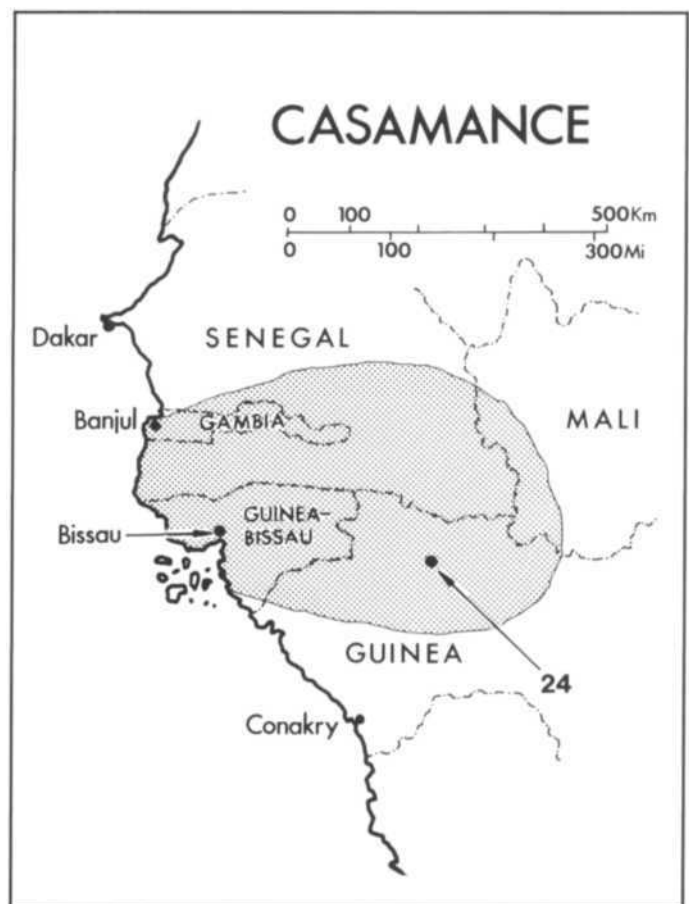 CASAMANCE
0 100 500Km
0 100 300Mi
Dakar
SENEGAL
Banjul
GAMBIA
MALI
Bissau
GUINEA-
BISSAU
GUINEA
24
Conakry